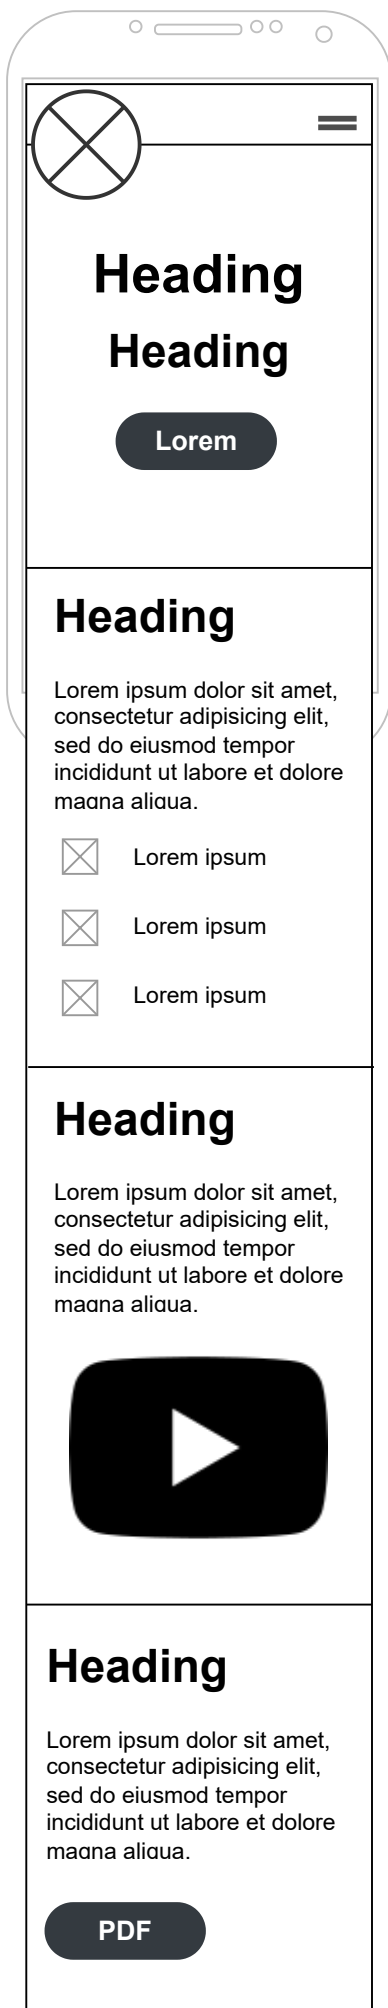 Heading
Heading
Lorem
Heading
Lorem ipsum dolor sit amet,
consectetur adipisicing elit,
sed do eiusmod tempor
incididunt ut labore et dolore
magna aliqua.
Lorem ipsum
Lorem ipsum
Lorem ipsum
Heading
Lorem ipsum dolor sit amet,
consectetur adipisicing elit,
sed do eiusmod tempor
incididunt ut labore et dolore
magna aliqua.
Heading
Lorem ipsum dolor sit amet,
consectetur adipisicing elit,
sed do eiusmod tempor
incididunt ut labore et dolore
magna aliqua.
PDF